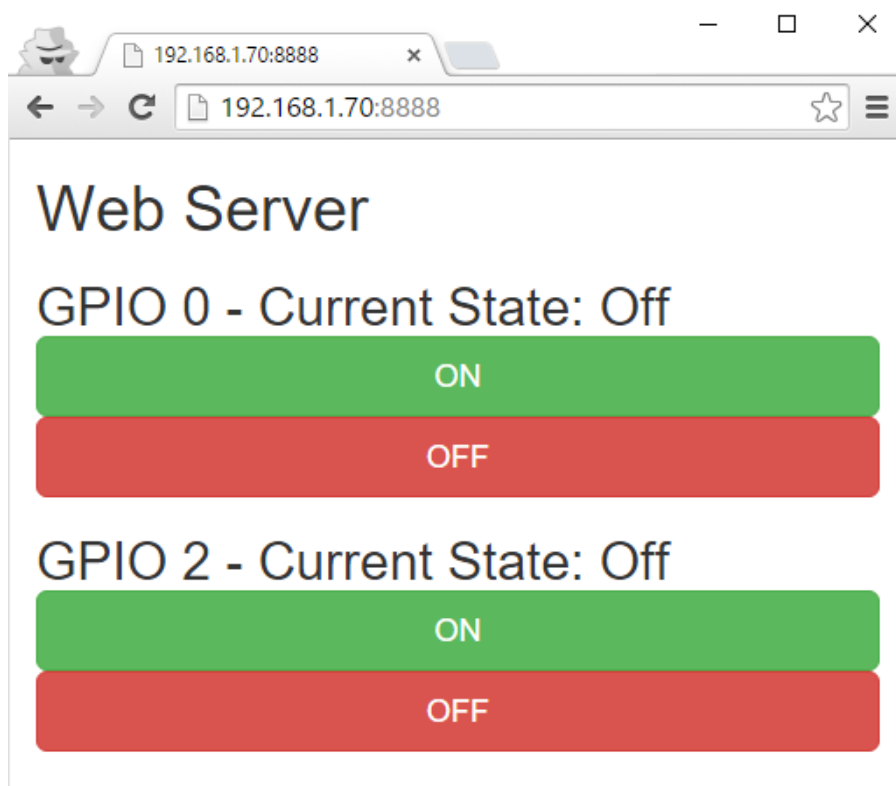 192.168.1.70:8888
192.168.1.70:8888
Web Server
GPIO 0 - Current State: Off
ON
OFF
GPIO 2 - Current State: Off
ON
OFF